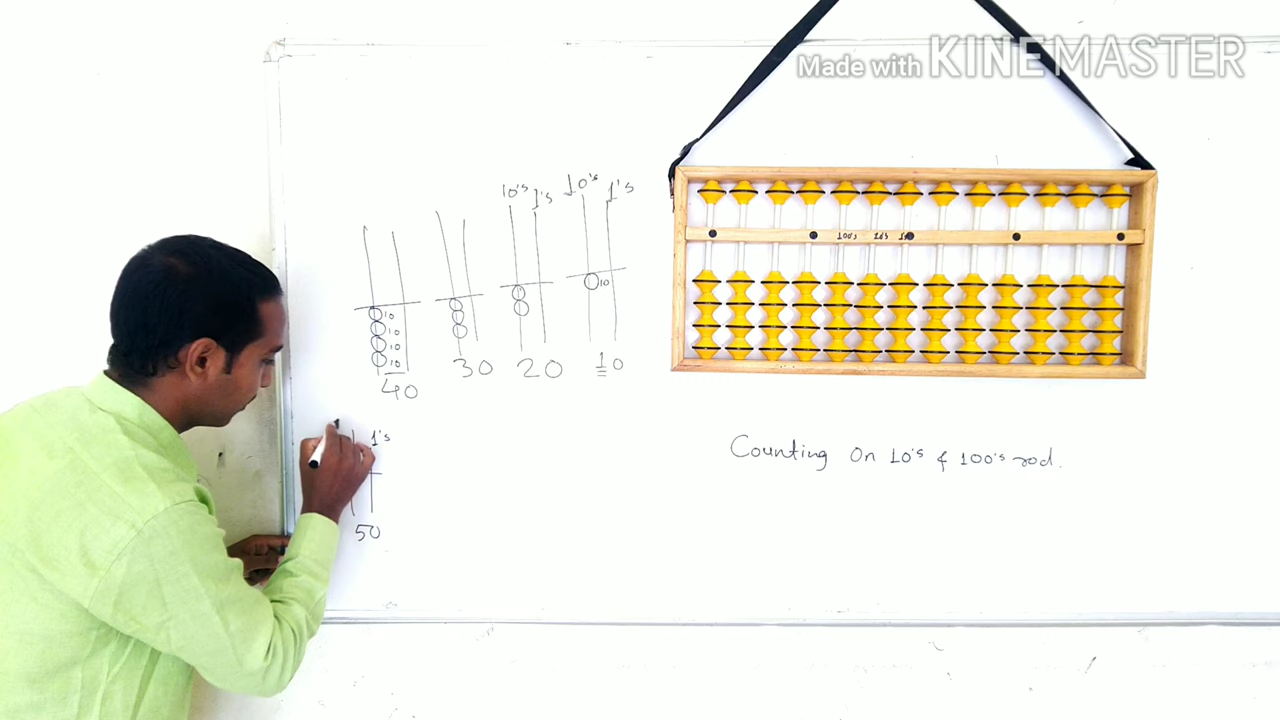 Made with KINEMASTER
10's 1's 10's 1's
100's 10's 1's
10
10
10
10
10
40 30 20 10
Counting On 10's & 100's rod.
1's
50